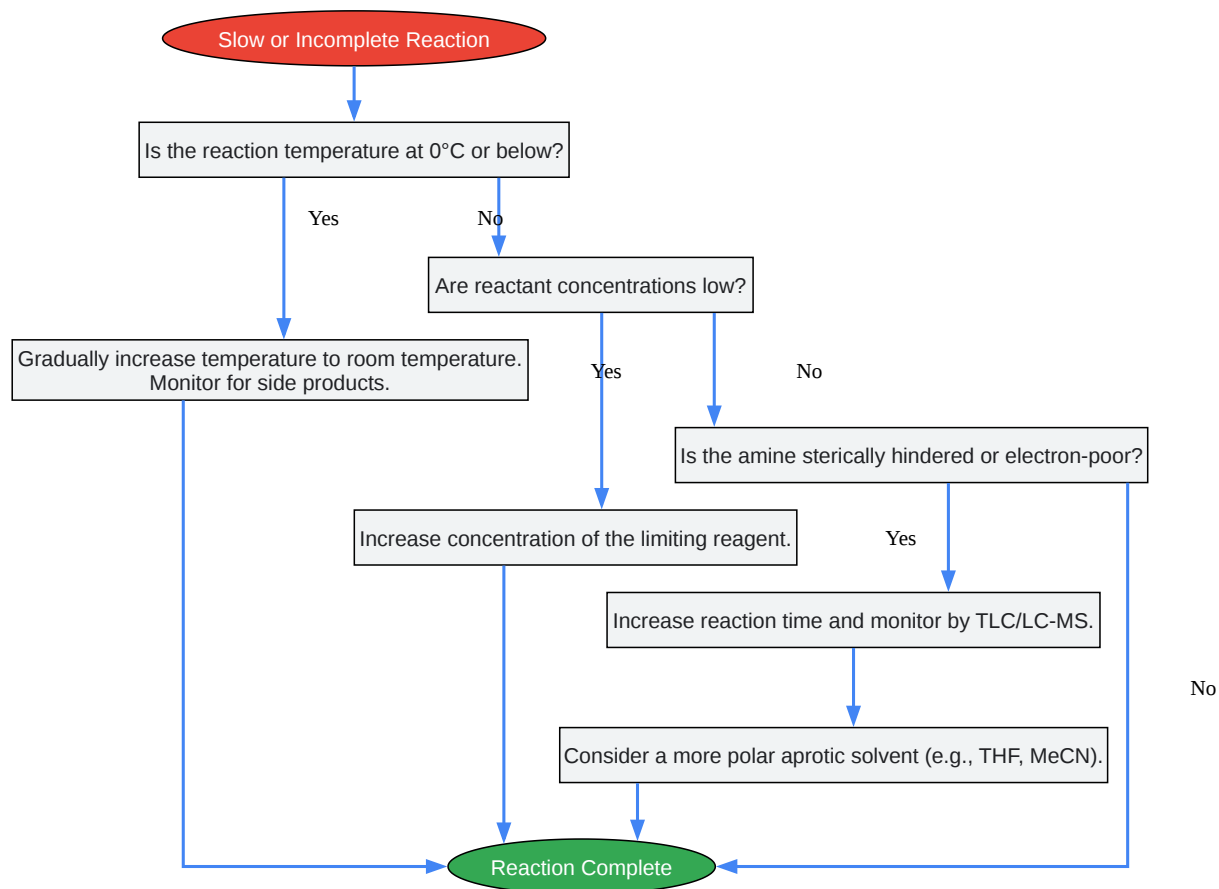 Slow or Incomplete Reaction
Is the reaction temperature at 0°C or below?
Yes
No
Are reactant concentrations low?
Gradually increase temperature to room temperature.
Monitor for side products.
Yes
No
Is the amine sterically hindered or electron-poor?
Increase concentration of the limiting reagent.
Yes
Increase reaction time and monitor by TLC/LC-MS.
No
Consider a more polar aprotic solvent (e.g., THF, MeCN).
Reaction Complete